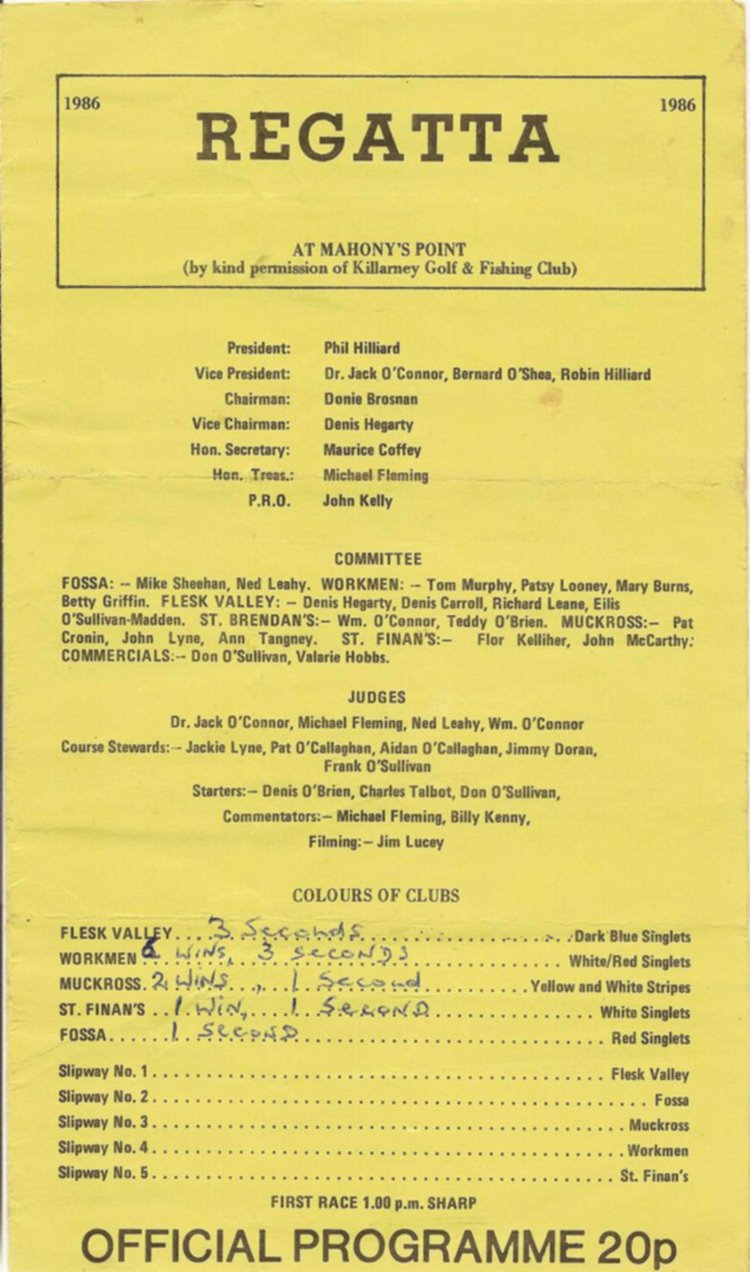 1986 1986
REGATTA
AT MAHONY'S POINT
(by kind permission of Killarney Golf & Fishing Club)
President: Phil Hilliard
Vice President: Dr. Jack O'Connor, Bernard O'Shea, Robin Hilliard
Chairman: Donie Brosnan
Vice Chairman: Denis Hegarty
Hon. Secretary: Maurice Coffey
Hon. Treas.: Michael Fleming
P.R.O. John Kelly
COMMITTEE
FOSSA: — Mike Sheehan, Ned Leahy. WORKMEN: — Tom Murphy, Patsy Looney, Mary Burns,
Betty Griffin. FLESK VALLEY: — Denis Hegarty, Denis Carroll, Richard Leane, Eilis
O'Sullivan-Madden. ST. BRENDAN'S:— Wm. O'Connor, Teddy O'Brien. MUCKROSS:— Pat
Cronin, John Lyne, Ann Tangney. ST. FINAN'S:— Flor Kelliher, John McCarthy.
COMMERCIALS:— Don O'Sullivan, Valarie Hobbs.
JUDGES
Dr. Jack O'Connor, Michael Fleming, Ned Leahy, Wm. O'Connor
Course Stewards:— Jackie Lyne, Pat O'Callaghan, Aidan O'Callaghan, Jimmy Doran,
Frank O'Sullivan
Starters:— Denis O'Brien, Charles Talbot, Don O'Sullivan,
Commentators:— Michael Fleming, Billy Kenny,
Filming:— Jim Lucey
COLOURS OF CLUBS
FLESK VALLEY.... 3 Seconds ....Dark Blue Singlets
WORKMEN 6 WINS, 3 SECONDS .... White/Red Singlets
MUCKROSS. 2 WINS, 1 Second ....Yellow and White Stripes
ST. FINAN'S .. 1 WIN, 1 SECOND .... White Singlets
FOSSA...... 1 SECOND .... Red Singlets
Slipway No. 1 .... Flesk Valley
Slipway No. 2 .... Fossa
Slipway No. 3 .... Muckross
Slipway No. 4 .... Workmen
Slipway No. 5 .... St. Finan's
FIRST RACE 1.00 p.m. SHARP
OFFICIAL PROGRAMME 20p